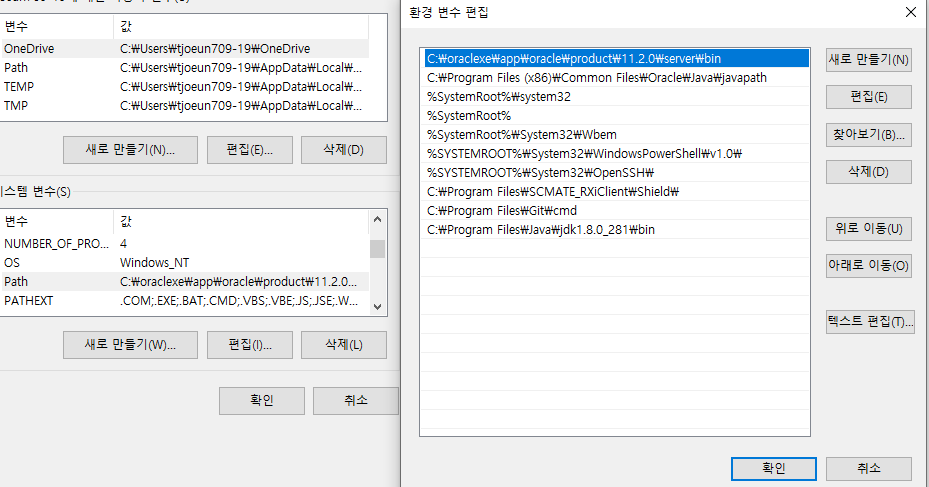 변수 값
OneDrive C:₩Users₩tjoeun709-19₩OneDrive
Path C:₩Users₩tjoeun709-19₩AppData₩Local₩...
TEMP C:₩Users₩tjoeun709-19₩AppData₩Local₩...
TMP C:₩Users₩tjoeun709-19₩AppData₩Local₩...
새로 만들기(N)... 편집(E)... 삭제(D)
스템 변수(S)
변수 값
NUMBER_OF_PRO... 4
OS Windows_NT
Path C:₩oraclexe₩app₩oracle₩product₩11.2.0...
PATHEXT .COM;.EXE;.BAT;.CMD;.VBS;.VBE;.JS;.JSE;.W...
새로 만들기(W)... 편집(I)... 삭제(L)
확인 취소
환경 변수 편집
C:₩oraclexe₩app₩oracle₩product₩11.2.0₩server₩bin
C:₩Program Files (x86)₩Common Files₩Oracle₩Java₩javapath
%SystemRoot%₩system32
%SystemRoot%
%SystemRoot%₩System32₩Wbem
%SYSTEMROOT%₩System32₩WindowsPowerShell₩v1.0₩
%SYSTEMROOT%₩System32₩OpenSSH₩
C:₩Program Files₩SCMATE_RXiClient₩Shield₩
C:₩Program Files₩Git₩cmd
C:₩Program Files₩Java₩jdk1.8.0_281₩bin
새로 만들기(N)
편집(E)
찾아보기(B)...
삭제(D)
위로 이동(U)
아래로 이동(O)
텍스트 편집(T)...
확인 취소